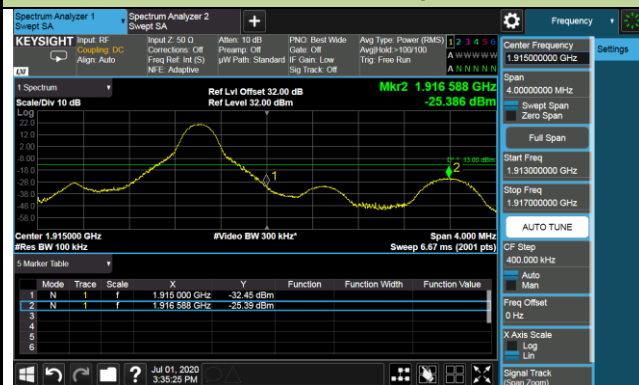 Spectrum Analyzer 1
Swept SA
Spectrum Analyzer 2
Swept SA
+
Frequency
KEYSIGHT
Input: RF
Coupling: DC
Align: Auto
Input Z: 50 Ω
Corrections: Off
Freq Ref: Int (S)
NFE: Adaptive
Atten: 10 dB
Preamp: Off
µW Path: Standard
PNO: Best Wide
Gate: Off
IF Gain: Low
Sig Track: Off
Avg Type: Power (RMS)
Avg|Hold:>100/100
Trig: Free Run
1 2 3 4 5 6
A W W W W W
A N N N N N
LXI
1 Spectrum
Scale/Div 10 dB
Log
Ref Lvl Offset 32.00 dB
Ref Level 32.00 dBm
Mkr2 1.916 588 GHz
-25.386 dBm
22.0
12.0
2.00
-8.00
-18.0
-28.0
-38.0
-48.0
-58.0
1
2
Center 1.915000 GHz
#Res BW 100 kHz
#Video BW 300 kHz*
Span 4.000 MHz
Sweep 6.67 ms (2001 pts)
5 Marker Table
Mode Trace Scale X Y Function Function Width Function Value
1 N 1 f 1.915 000 GHz -32.45 dBm
2 N 1 f 1.916 588 GHz -25.39 dBm
3
4
5
6
Center Frequency
1.915000000 GHz
Settings
Span
4.00000000 MHz
Swept Span
Zero Span
Full Span
Start Freq
1.913000000 GHz
Stop Freq
1.917000000 GHz
AUTO TUNE
CF Step
400.000 kHz
Auto
Man
Freq Offset
0 Hz
X Axis Scale
Log
Lin
Signal Track
(Span Zoom)
?
Jul 01, 2020
3:35:25 PM